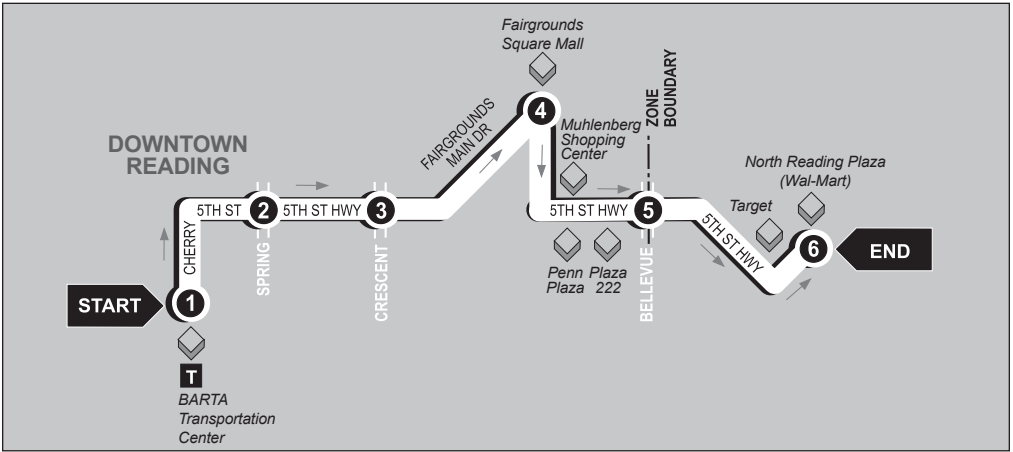 Fairgrounds
Square Mall
4
ZONE
BOUNDARY
FAIRGROUNDS
MAIN DR
Muhlenberg
Shopping
Center
DOWNTOWN
READING
North Reading Plaza
(Wal-Mart)
Target
5TH ST
2
5TH ST HWY
3
5TH ST HWY
5
5TH ST HWY
6
END
CHERRY
SPRING
CRESCENT
Penn
Plaza
Plaza
222
BELLEVUE
START
1
T
BARTA
Transportation
Center